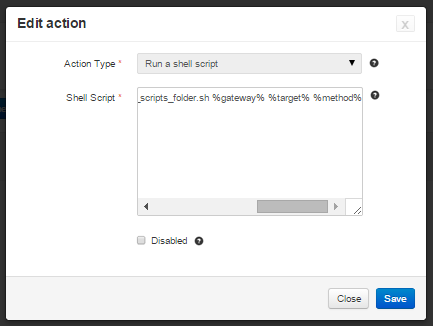 Edit action
x
Action Type * Run a shell script
Shell Script * _scripts_folder.sh %gateway% %target% %method%
Disabled
Close Save